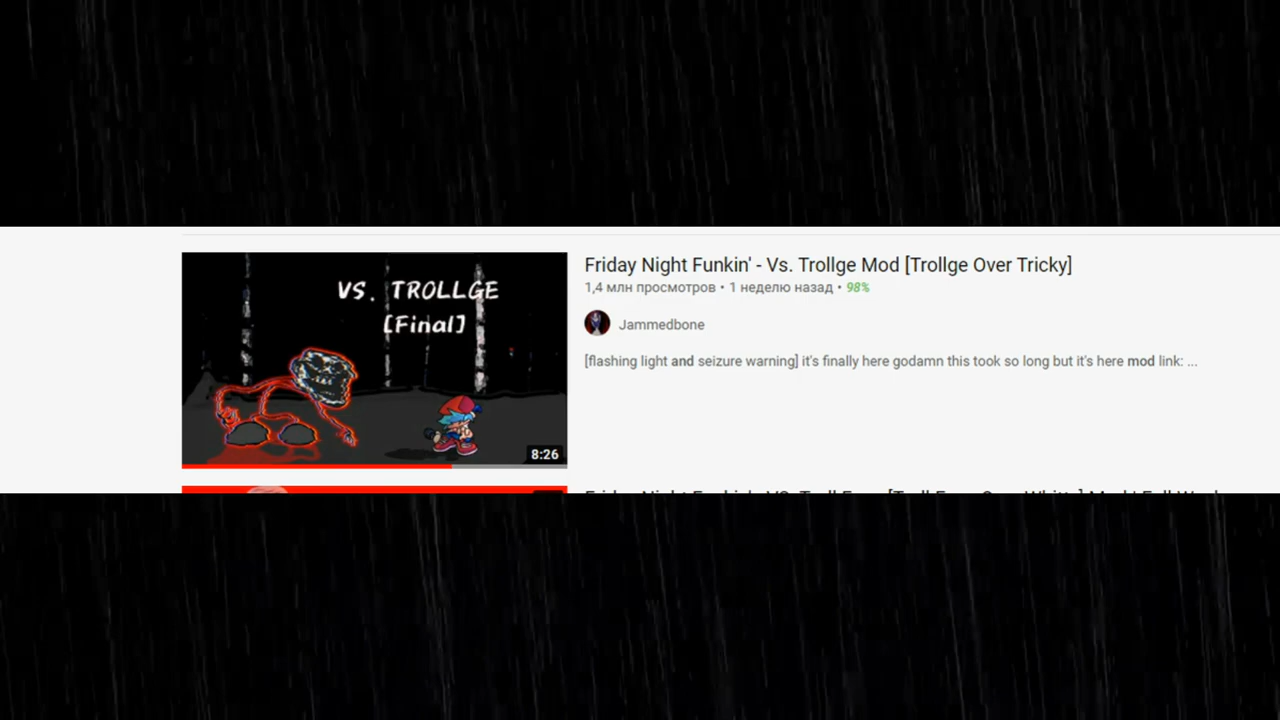 VS. TROLLGE
[Final]
8:26
Friday Night Funkin' - Vs. Trollge Mod [Trollge Over Tricky]
1,4 млн просмотров • 1 неделю назад • 98%
Jammedbone
[flashing light and seizure warning] it's finally here godamn this took so long but it's here mod link: ...